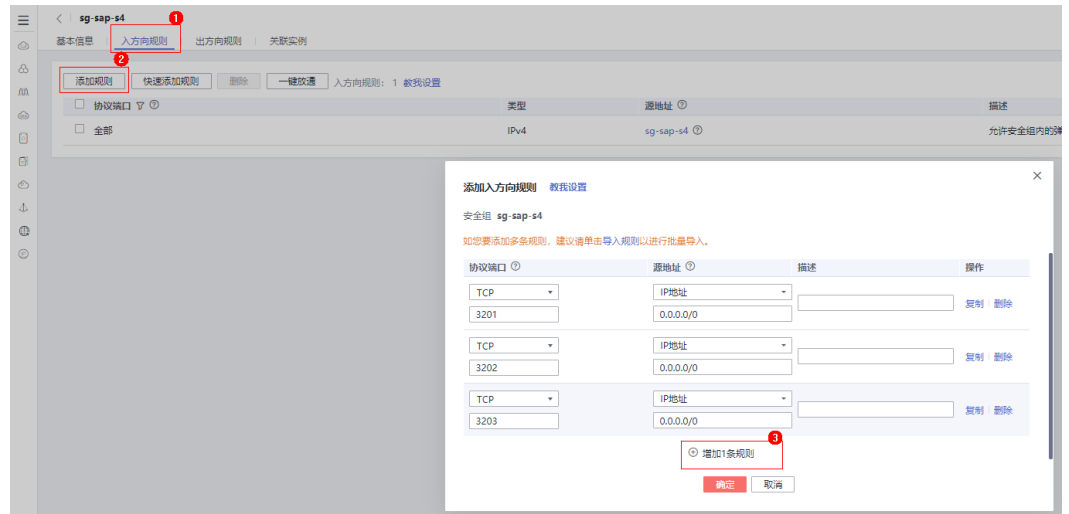 sg-sap-s4
1
基本信息 入方向规则 出方向规则 关联实例
2
添加规则 快速添加规则 删除 一键放通 入方向规则: 1 教我设置
协议端口 类型 源地址 描述
全部 IPv4 sg-sap-s4 允许安全组内的弹
添加入方向规则 教我设置
安全组 sg-sap-s4
如您要添加多条规则，建议请单击导入规则以进行批量导入。
协议端口 源地址 描述 操作
TCP IP地址
复制 删除
3201 0.0.0.0/0
TCP IP地址
复制 删除
3202 0.0.0.0/0
TCP IP地址
复制 删除
3203 0.0.0.0/0
3
增加1条规则
确定 取消